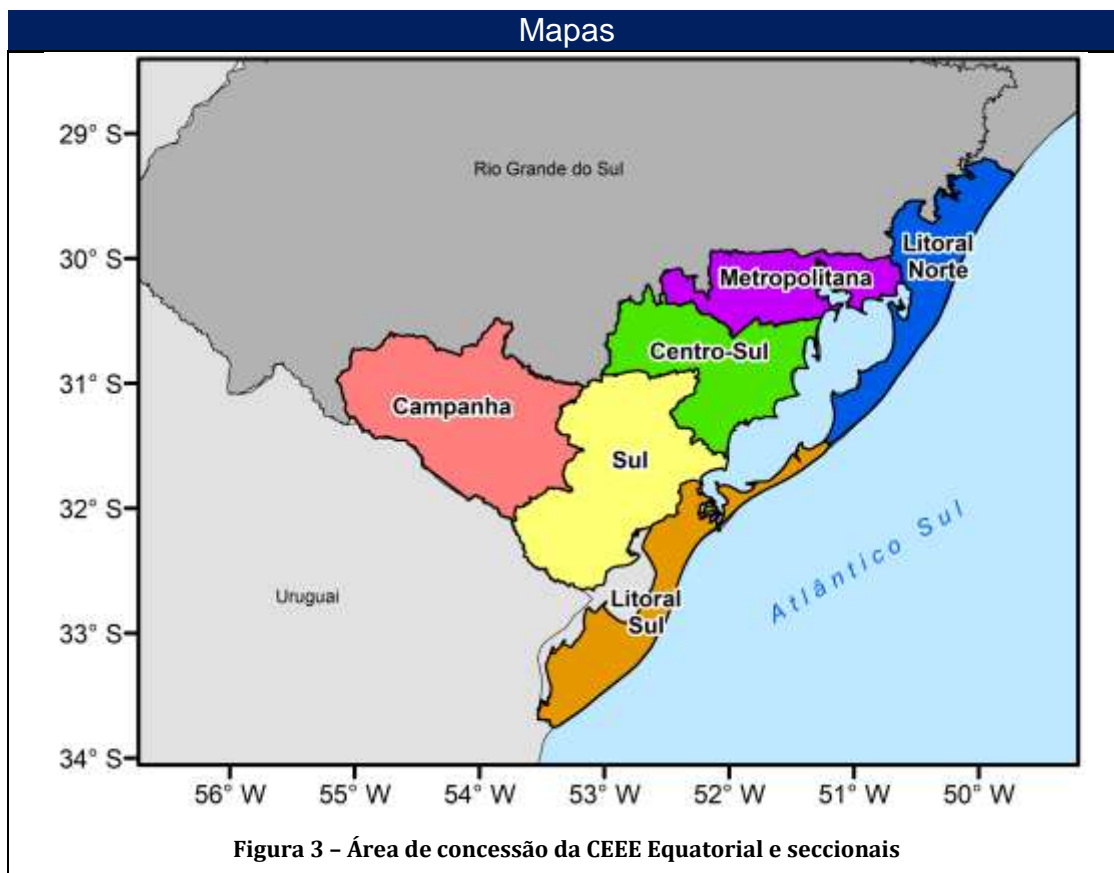 Mapas
29° S
30° S
31° S
32° S
33° S
34° S
56° W
55° W
54° W
53° W
52° W
51° W
50° W
Rio Grande do Sul
Litoral
Norte
Metropolitana
Centro-Sul
Campanha
Sul
Litoral
Sul
Uruguai
Atlântico Sul
Figura 3 – Área de concessão da CEEE Equatorial e seccionais